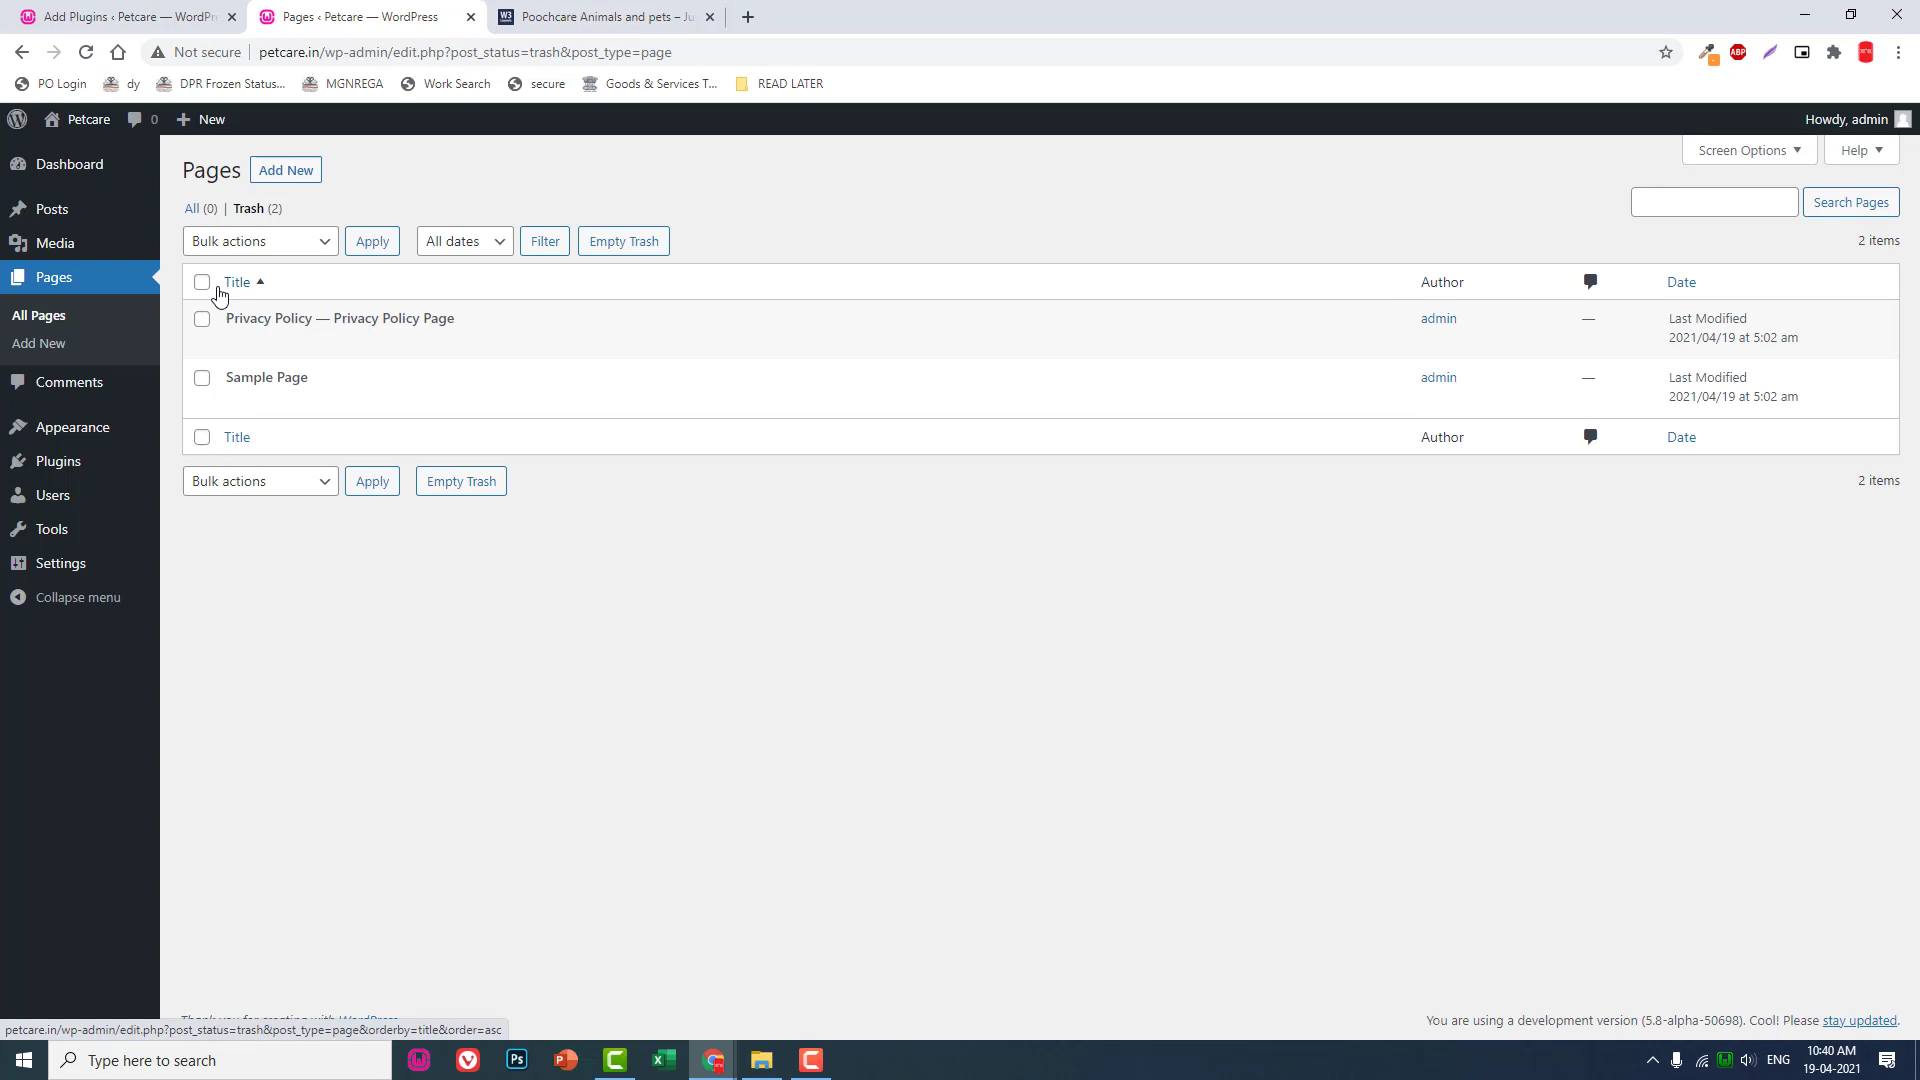 Add Plugins ‹ Petcare — WordPr
Pages ‹ Petcare — WordPress
W3 Poochcare Animals and pets – Ju
Not secure petcare.in/wp-admin/edit.php?post_status=trash&post_type=page
ABP
PO Login dy DPR Frozen Status... MGNREGA Work Search secure Goods & Services T... READ LATER
Petcare 0 New Howdy, admin
Dashboard
Posts
Media
Pages
All Pages
Add New
Comments
Appearance
Plugins
Users
Tools
Settings
Collapse menu
Screen Options Help
Pages Add New
All (0) | Trash (2)
Search Pages
Bulk actions Apply All dates Filter Empty Trash 2 items
Title Author Date
Privacy Policy — Privacy Policy Page admin — Last Modified
2021/04/19 at 5:02 am
Sample Page admin — Last Modified
2021/04/19 at 5:02 am
Title Author Date
Bulk actions Apply Empty Trash 2 items
Thank you for creating with WordPress.
You are using a development version (5.8-alpha-50698). Cool! Please stay updated.
petcare.in/wp-admin/edit.php?post_status=trash&post_type=page&orderby=title&order=asc
Type here to search
Ps
ENG
10:40 AM
19-04-2021